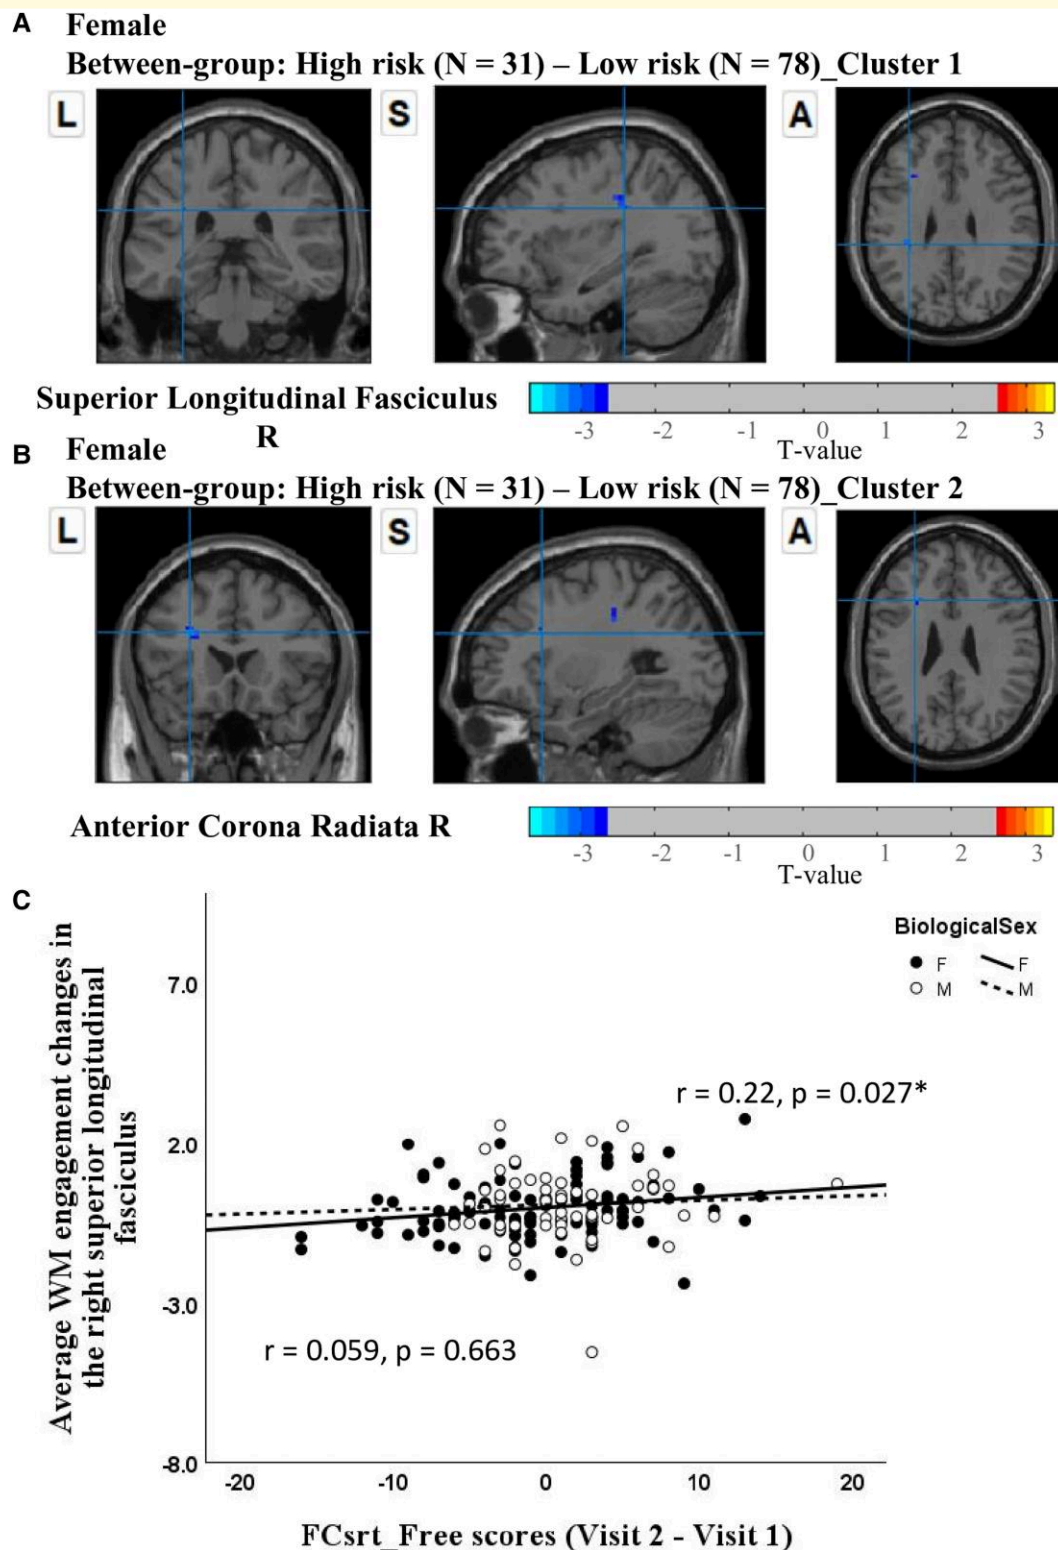 A
Female
Between-group: High risk (N = 31) – Low risk (N = 78)_Cluster 1
L
S
A
Superior Longitudinal Fasciculus
R
-3 -2 -1 0 1 2 3
T-value
B
Female
Between-group: High risk (N = 31) – Low risk (N = 78)_Cluster 2
L
S
A
Anterior Corona Radiata R
-3 -2 -1 0 1 2 3
T-value
C
Average WM engagement changes in
the right superior longitudinal
fasciculus
BiologicalSex
F F
M M
7.0
2.0
-3.0
-8.0
r = 0.22, p = 0.027*
r = 0.059, p = 0.663
-20 -10 0 10 20
FCsrt_Free scores (Visit 2 - Visit 1)